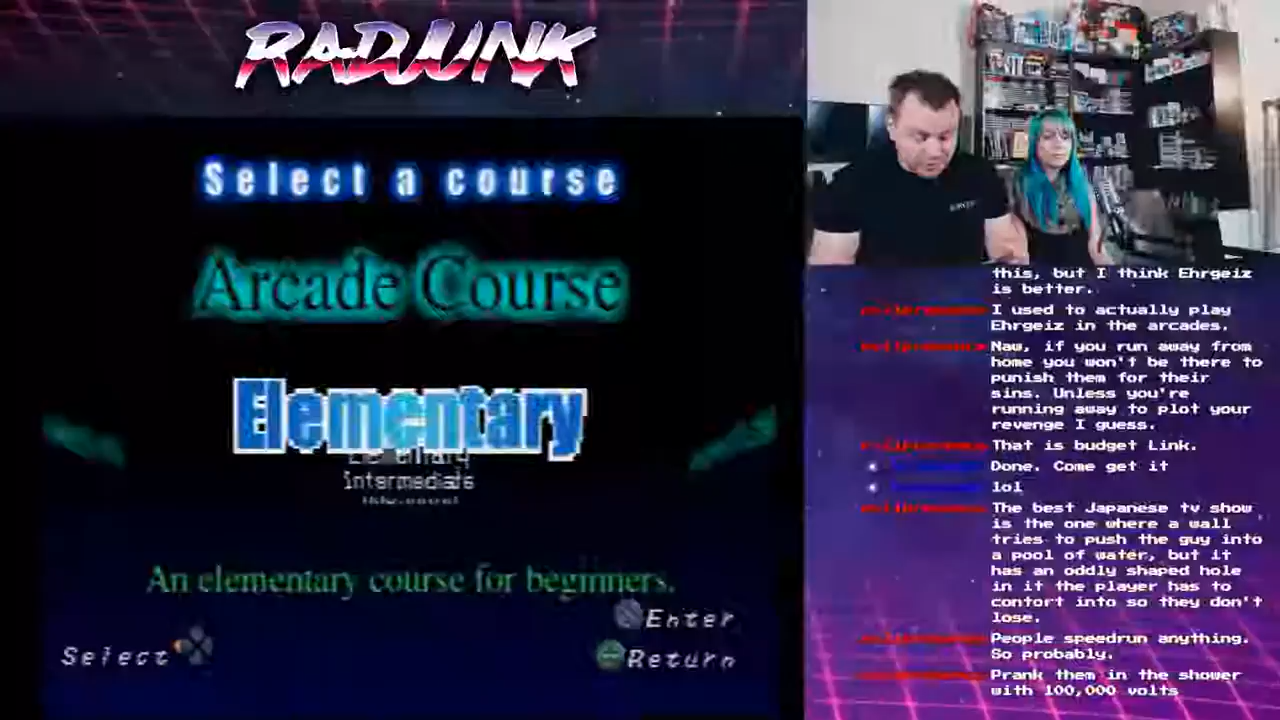 RADJUNK
Select a course
Arcade Course
Elementary
Elementary
Intermediate
An elementary course for beginners.
Enter
Select
Return
this, but I think Ehrgeiz
is better.
I used to actually play
Ehrgeiz in the arcades.
Naw, if you run away from
home you won't be there to
punish them for their
sins. Unless you're
running away to plot your
revenge I guess.
That is budget Link.
Done. Come get it
lol
The best Japanese tv show
is the one where a wall
tries to push the guy into
a pool of water, but it
has an oddly shaped hole
in it the player has to
contort into so they don't
lose.
People speedrun anything.
So probably.
Prank them in the shower
with 100,000 volts